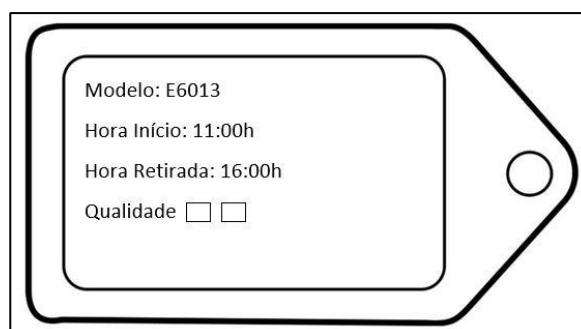 Modelo: E6013
Hora Início: 11:00h
Hora Retirada: 16:00h
Qualidade